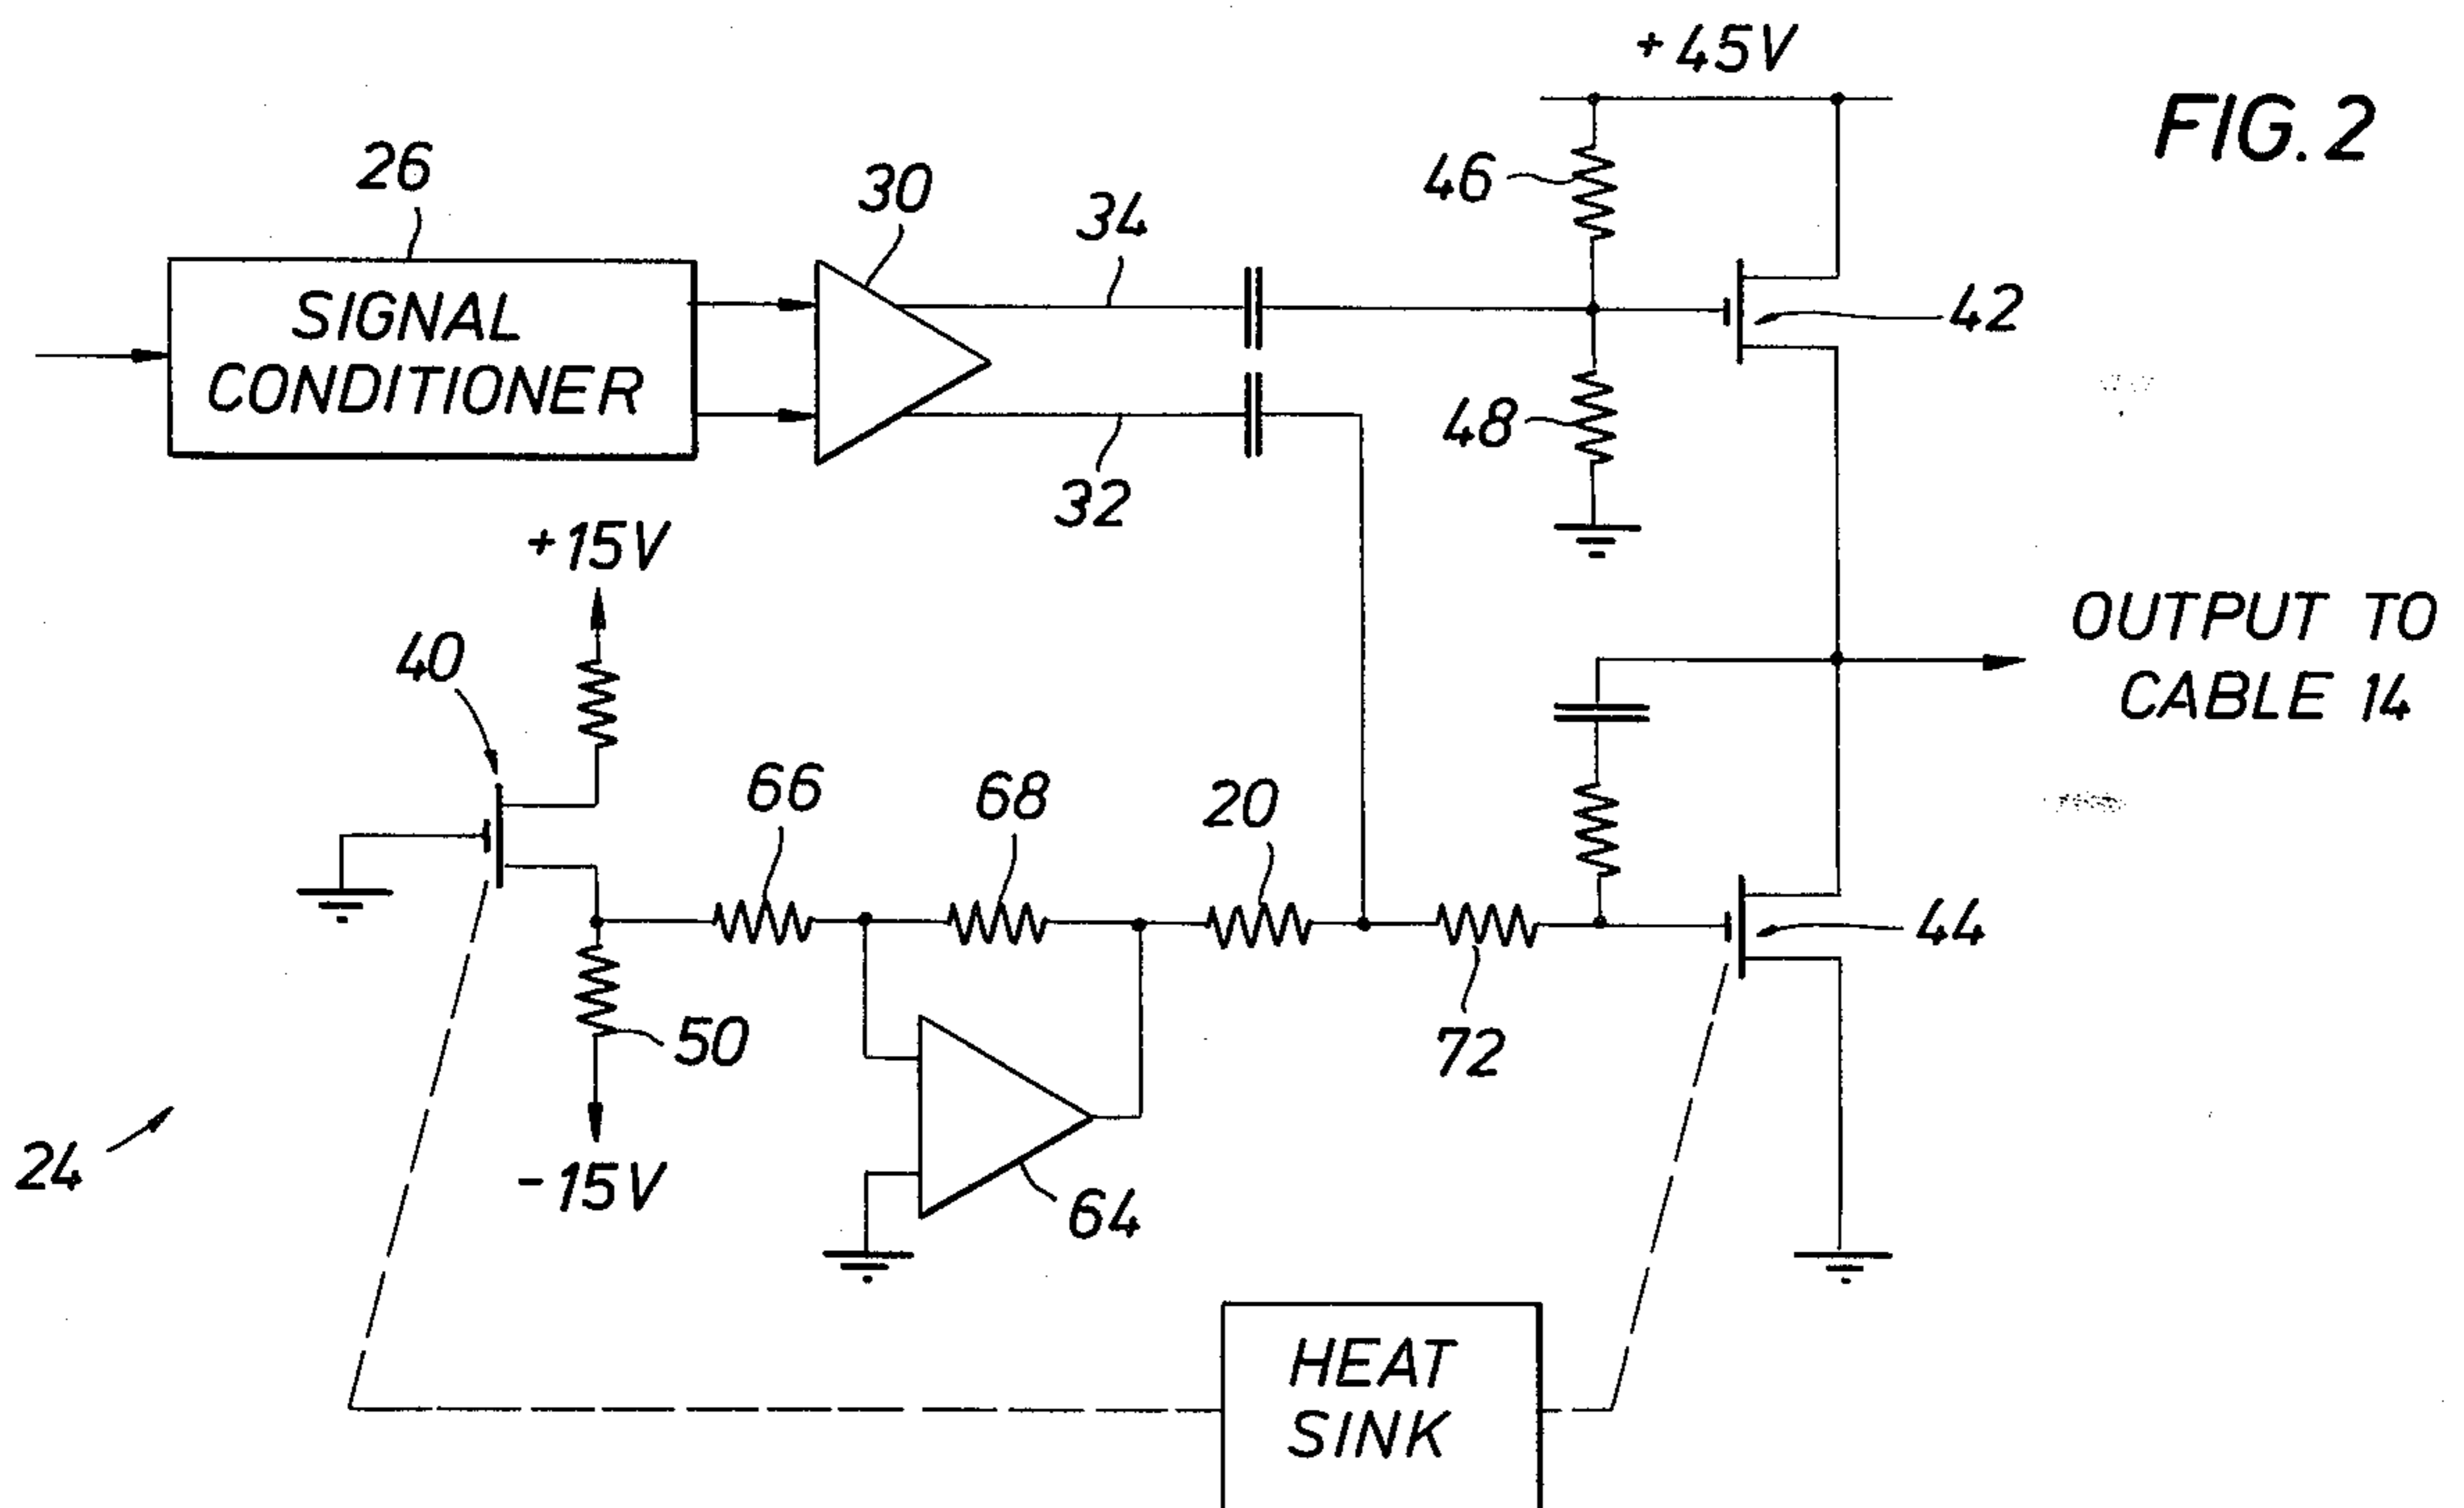 +45V
FIG. 2
26
30
34
46
SIGNAL
CONDITIONER
42
48
32
+15V
OUTPUT TO
CABLE 14
40
66
68
20
44
50
72
24
-15V
64
HEAT
SINK